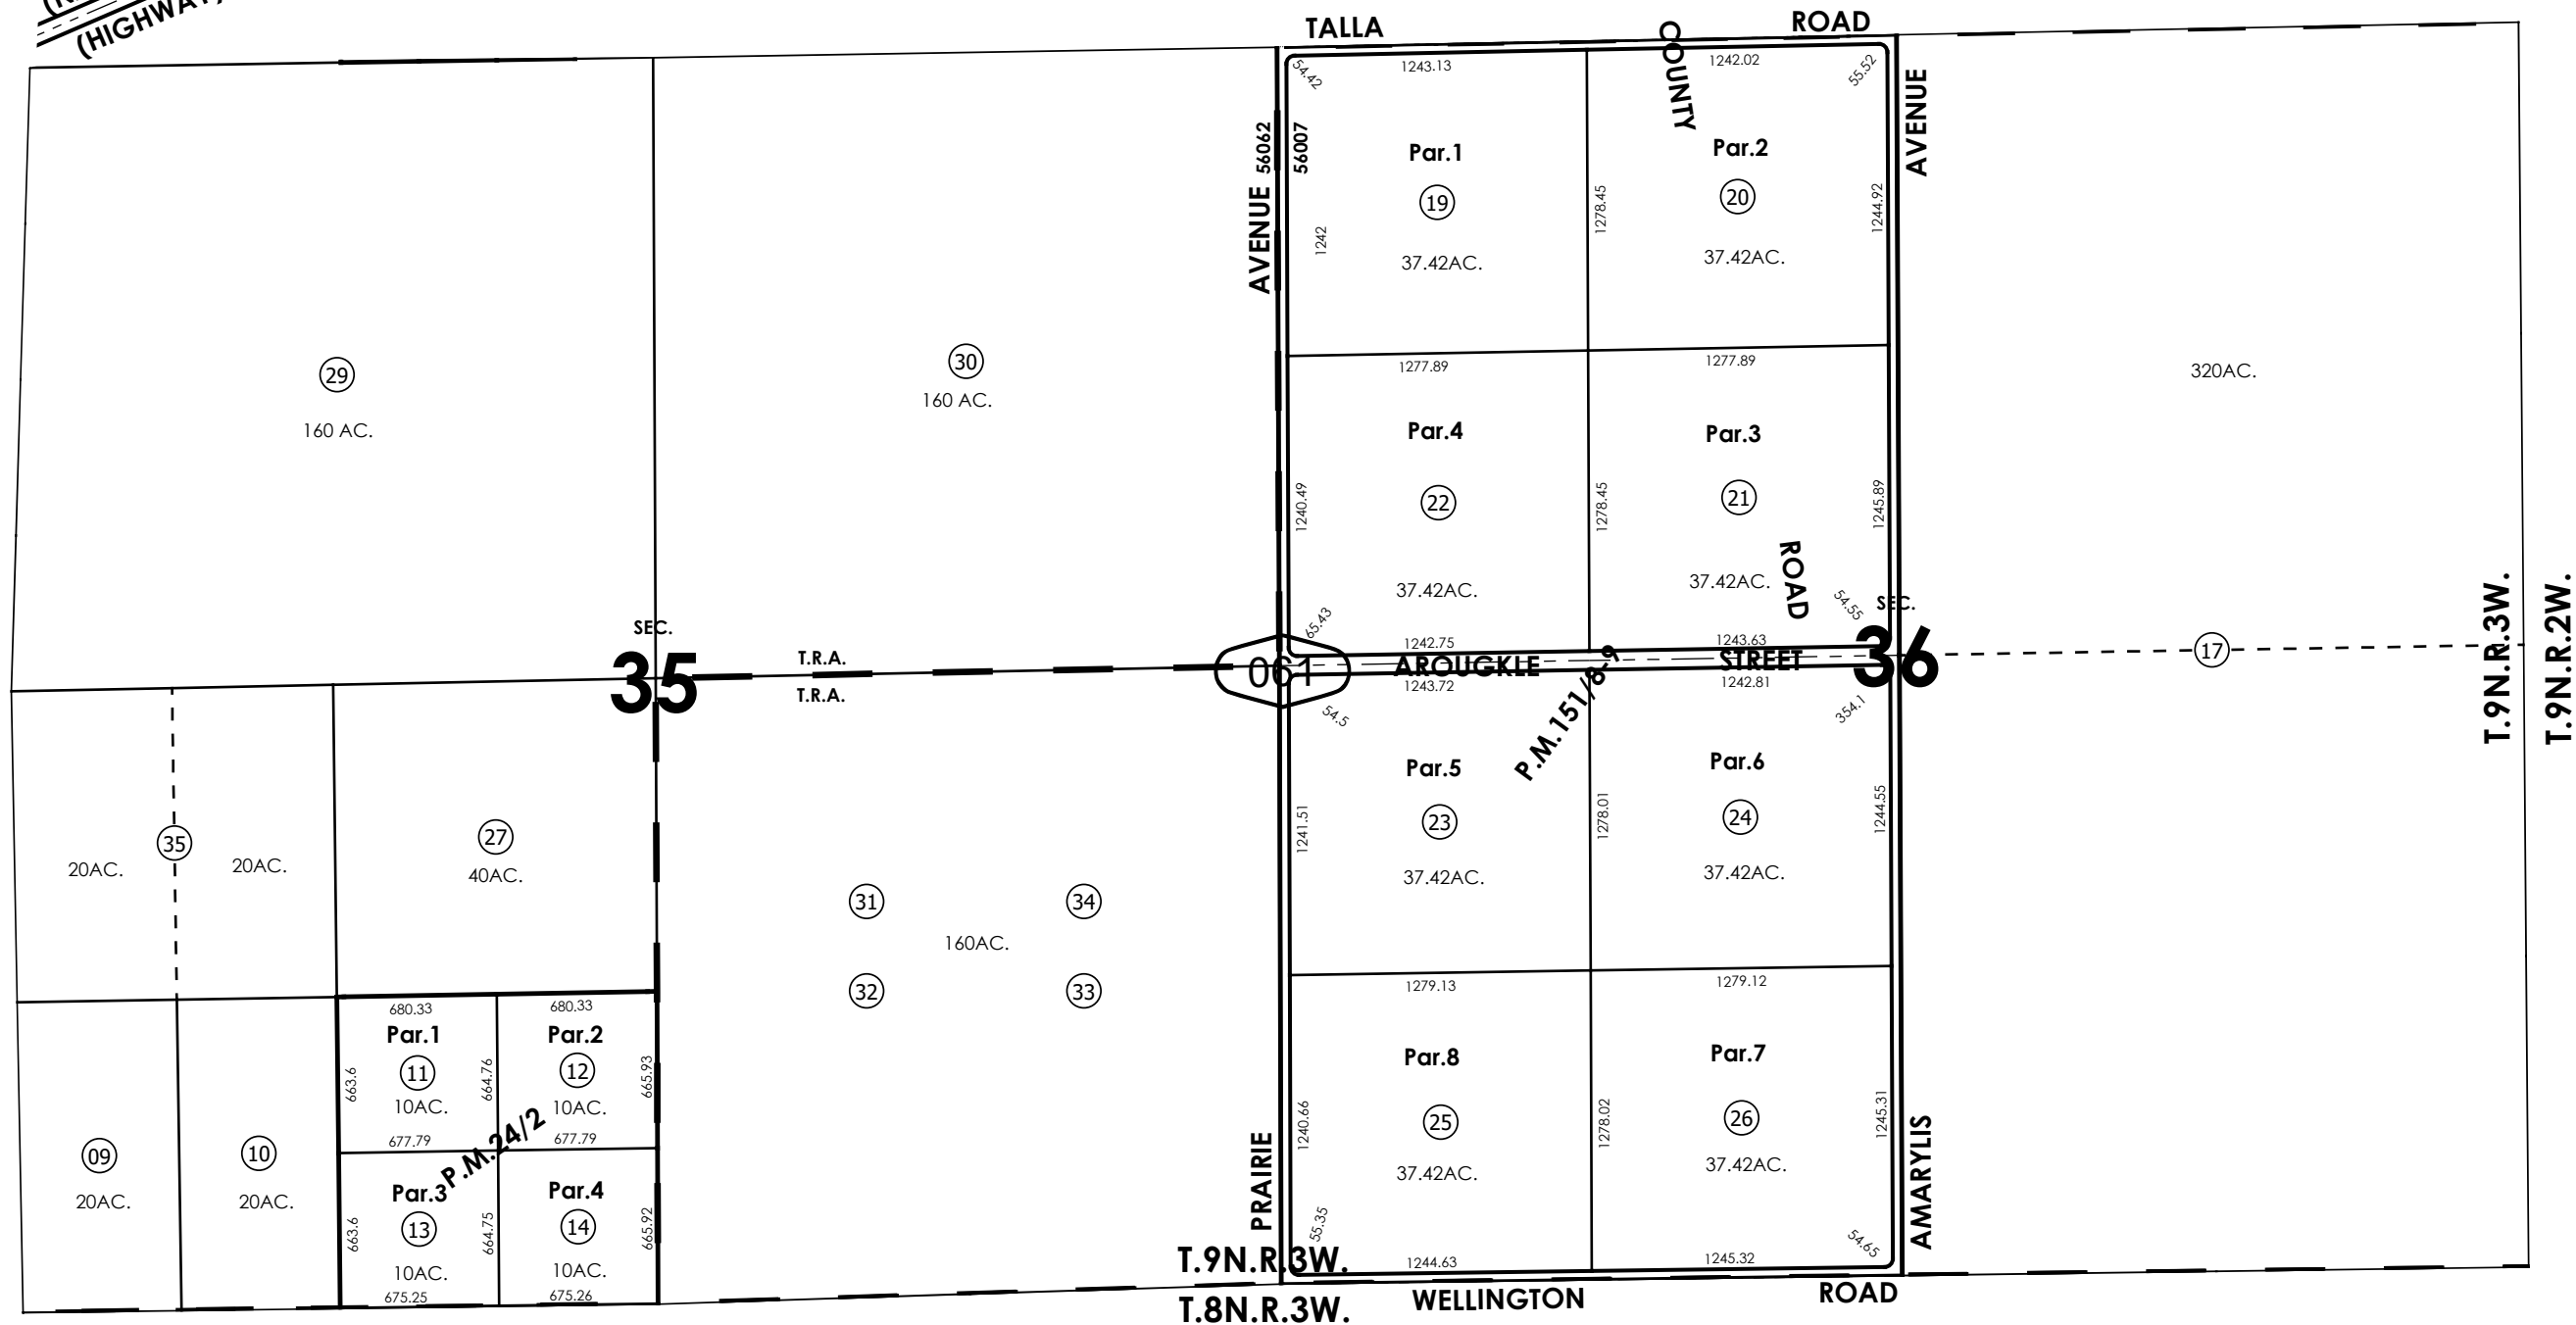 (HIGHWAY)
TALLA ROAD
COUNTY ROAD
54.42
1243.13
1242.02
55.52
AVENUE
56062
56007
AVENUE
Par.1
19
37.42AC.
1242
1278.45
Par.2
20
37.42AC.
1244.92
29
160 AC.
30
160 AC.
320AC.
1277.89
1277.89
Par.4
22
37.42AC.
1240.49
1278.45
Par.3
21
37.42AC.
1245.89
65.43
54.55
1242.75
1243.63
SEC.
35
T.R.A.
T.R.A.
061
AROUGKLE STREET
SEC.
36
17
T.9N.R.3W.
T.9N.R.2W.
1243.72
1242.81
54.5
354.1
P.M.151/8-9
Par.5
23
37.42AC.
1241.51
1278.01
Par.6
24
37.42AC.
1244.55
20AC.
35
20AC.
27
40AC.
31
34
160AC.
32
33
1279.13
1279.12
680.33
680.33
Par.1
11
10AC.
663.6
664.76
Par.2
12
10AC.
665.93
677.79
677.79
P.M.24/2
09
20AC.
10
20AC.
Par.3
13
10AC.
663.6
664.75
Par.4
14
10AC.
665.92
675.25
675.26
Par.8
25
37.42AC.
1240.66
1278.02
Par.7
26
37.42AC.
1245.31
PRAIRIE
AMARYLIS
55.35
54.65
1244.63
1245.32
T.9N.R.3W.
T.8N.R.3W.
WELLINGTON ROAD